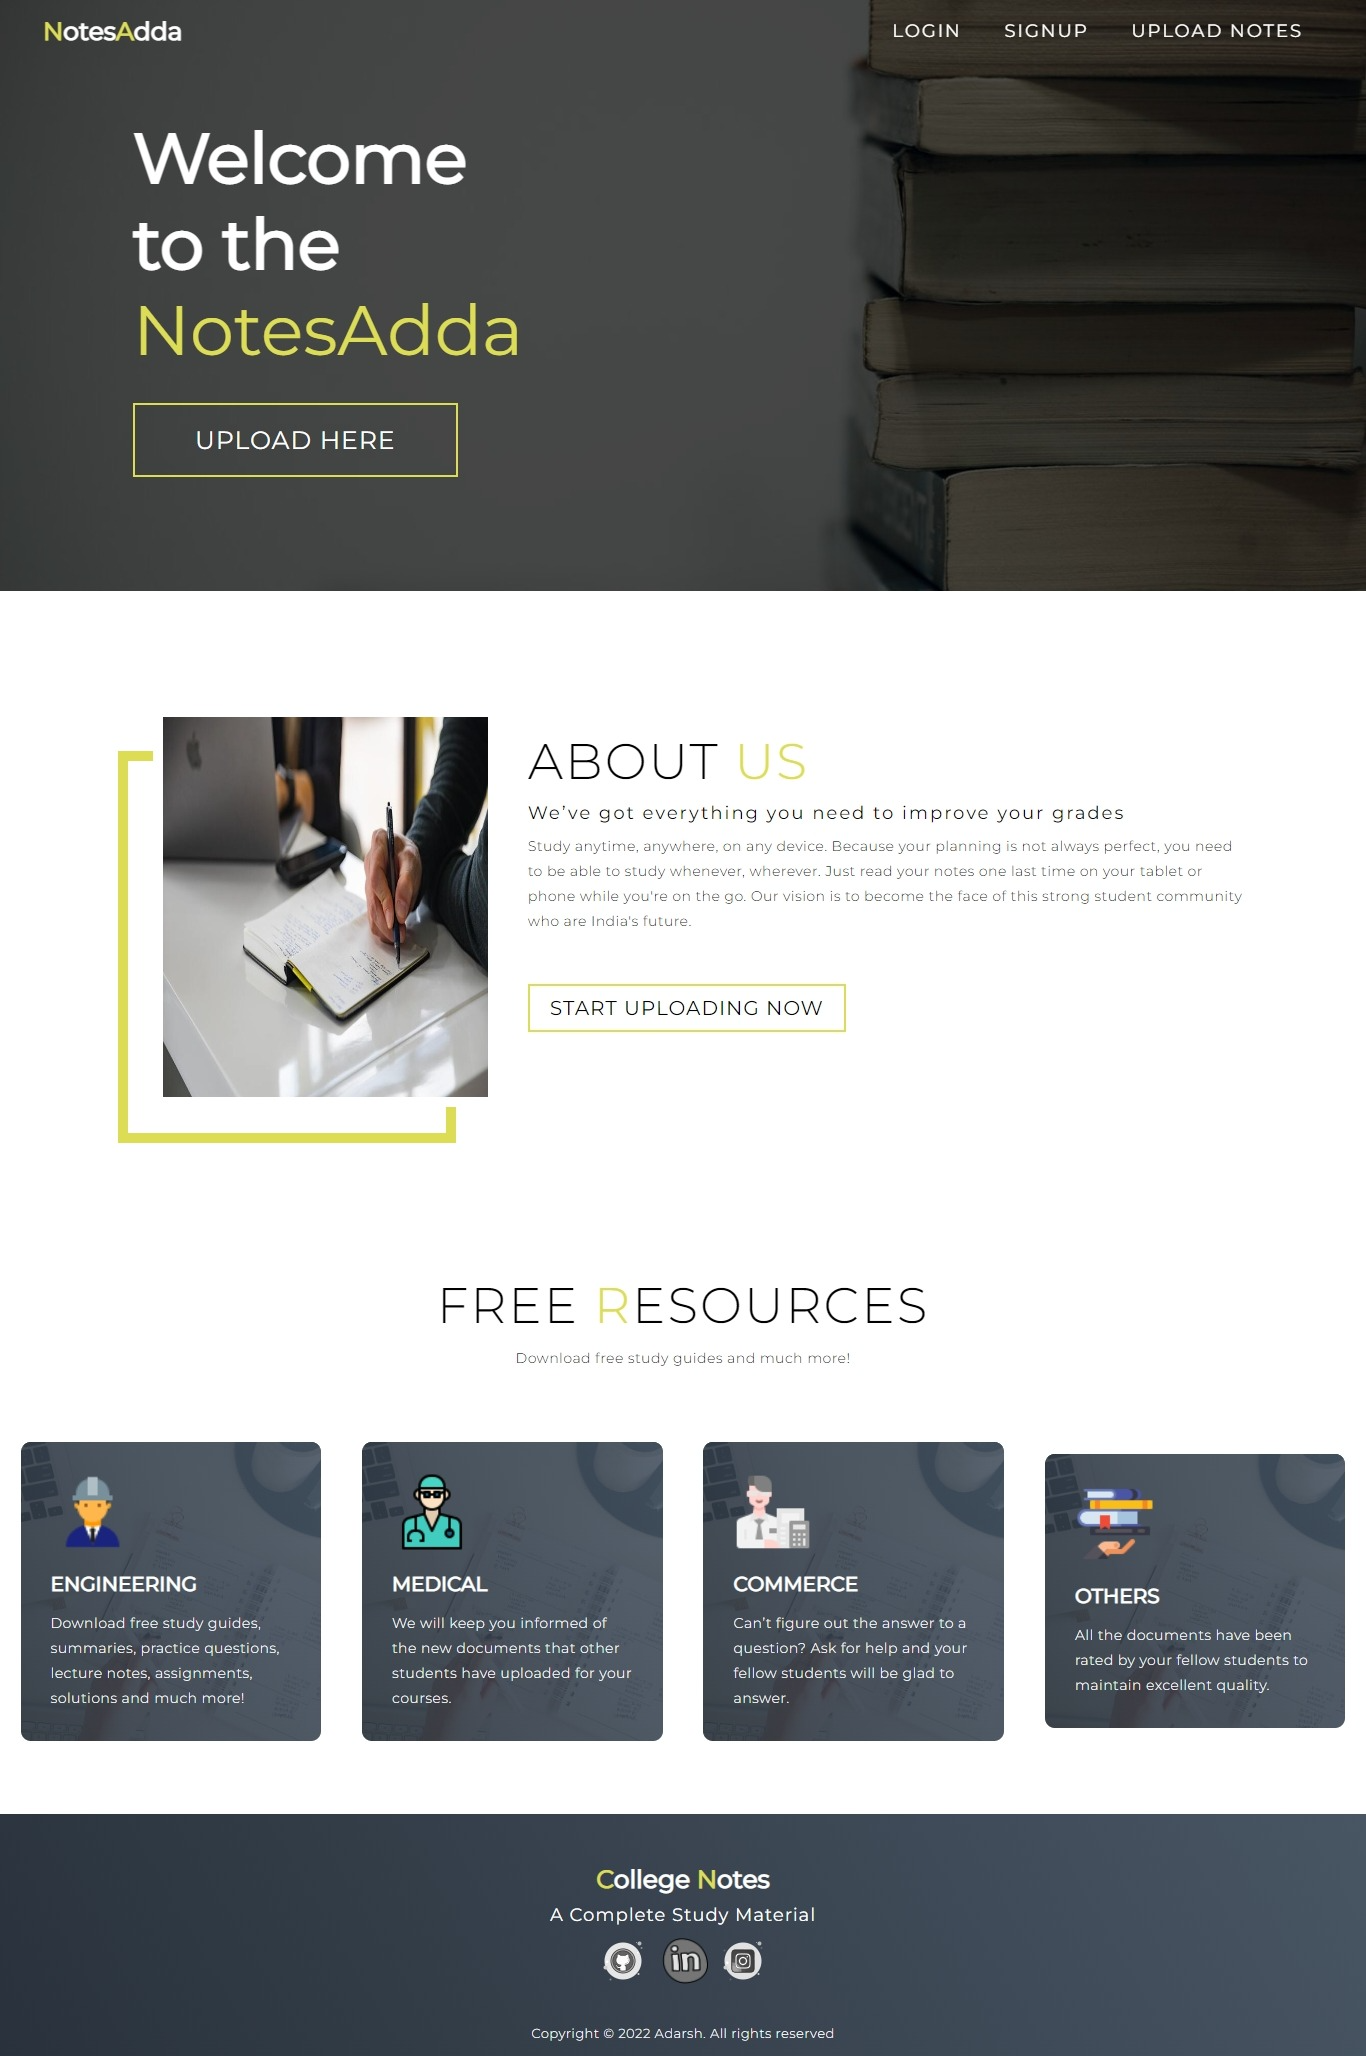 NotesAdda
LOGIN SIGNUP UPLOAD NOTES
Welcome
to the
NotesAdda
UPLOAD HERE
ABOUT US
We've got everything you need to improve your grades
Study anytime, anywhere, on any device. Because your planning is not always perfect, you need
to be able to study whenever, wherever. Just read your notes one last time on your tablet or
phone while you're on the go. Our vision is to become the face of this strong student community
who are India's future.
START UPLOADING NOW
FREE RESOURCES
Download free study guides and much more!
ENGINEERING
Download free study guides,
summaries, practice questions,
lecture notes, assignments,
solutions and much more!
MEDICAL
We will keep you informed of
the new documents that other
students have uploaded for your
courses.
COMMERCE
Can't figure out the answer to a
question? Ask for help and your
fellow students will be glad to
answer.
OTHERS
All the documents have been
rated by your fellow students to
maintain excellent quality.
College Notes
A Complete Study Material
in
Copyright © 2022 Adarsh. All rights reserved